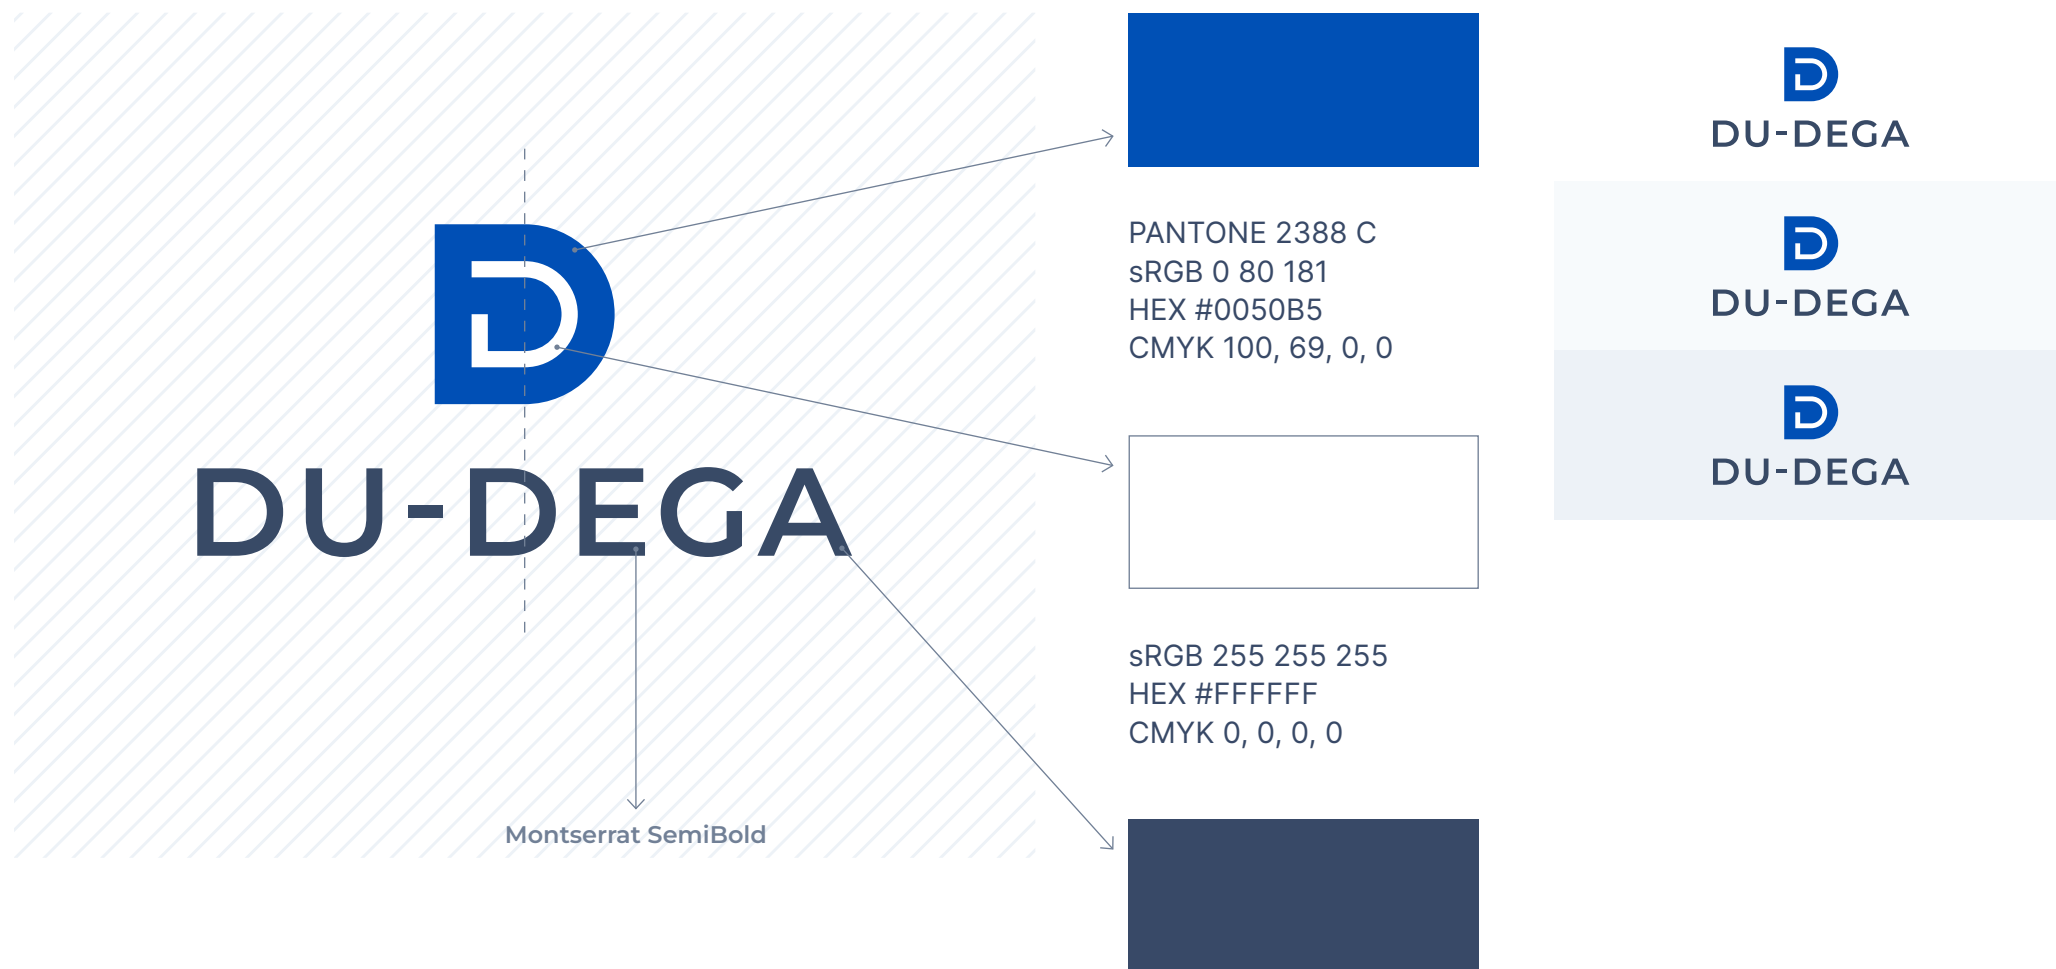 DU-DEGA
Montserrat SemiBold
PANTONE 2388 C
sRGB 0 80 181
HEX #0050B5
CMYK 100, 69, 0, 0
sRGB 255 255 255
HEX #FFFFFF
CMYK 0, 0, 0, 0
DU-DEGA
DU-DEGA
DU-DEGA